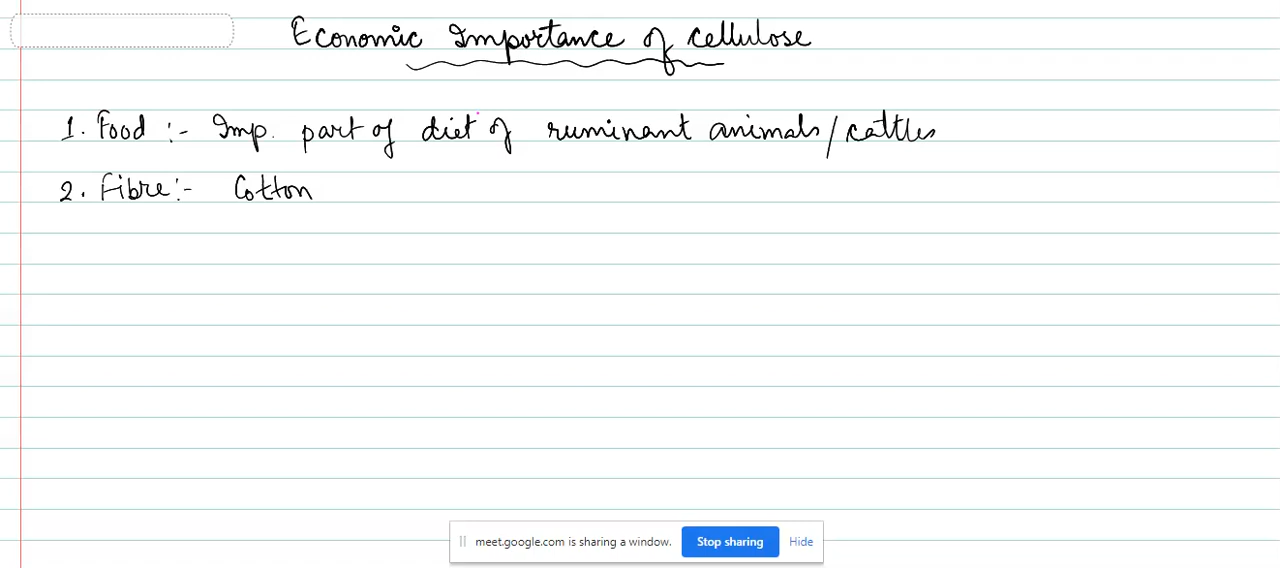 Economic Importance of cellulose
1. Food :- Imp. part of diet of ruminant animals/cattles
2. Fibre :- Cotton
meet.google.com is sharing a window. Stop sharing Hide